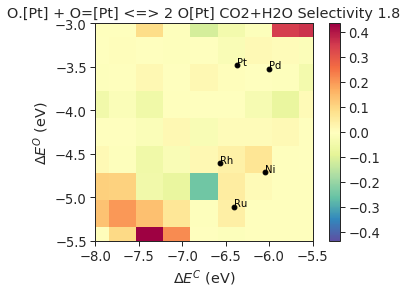 O.[Pt] + O=[Pt] <=> 2 O[Pt] CO2+H2O Selectivity 1.8
−3.0
−3.5
−4.0
−4.5
−5.0
−5.5
ΔE^O (eV)
Pt
Pd
Rh
Ni
Ru
−8.0 −7.5 −7.0 −6.5 −6.0 −5.5
ΔE^C (eV)
0.4
0.3
0.2
0.1
0.0
−0.1
−0.2
−0.3
−0.4